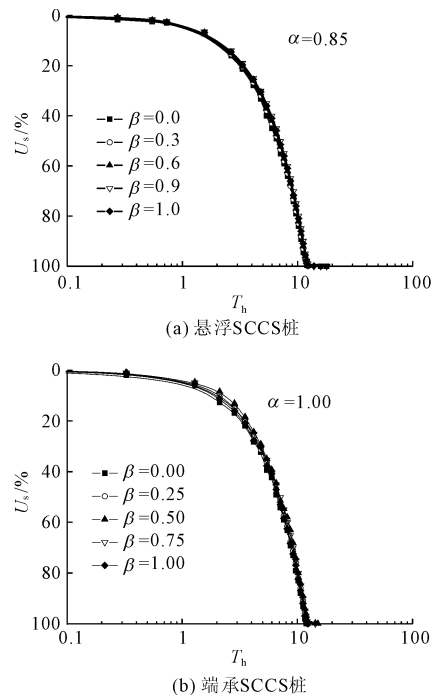 0
20
40
60
80
100
U_s/%
α=0.85
β=0.0
β=0.3
β=0.6
β=0.9
β=1.0
0.1 1 10 100
T_h
(a) 悬浮SCCS桩
0
20
40
60
80
100
U_s/%
α=1.00
β=0.00
β=0.25
β=0.50
β=0.75
β=1.00
0.1 1 10 100
T_h
(b) 端承SCCS桩